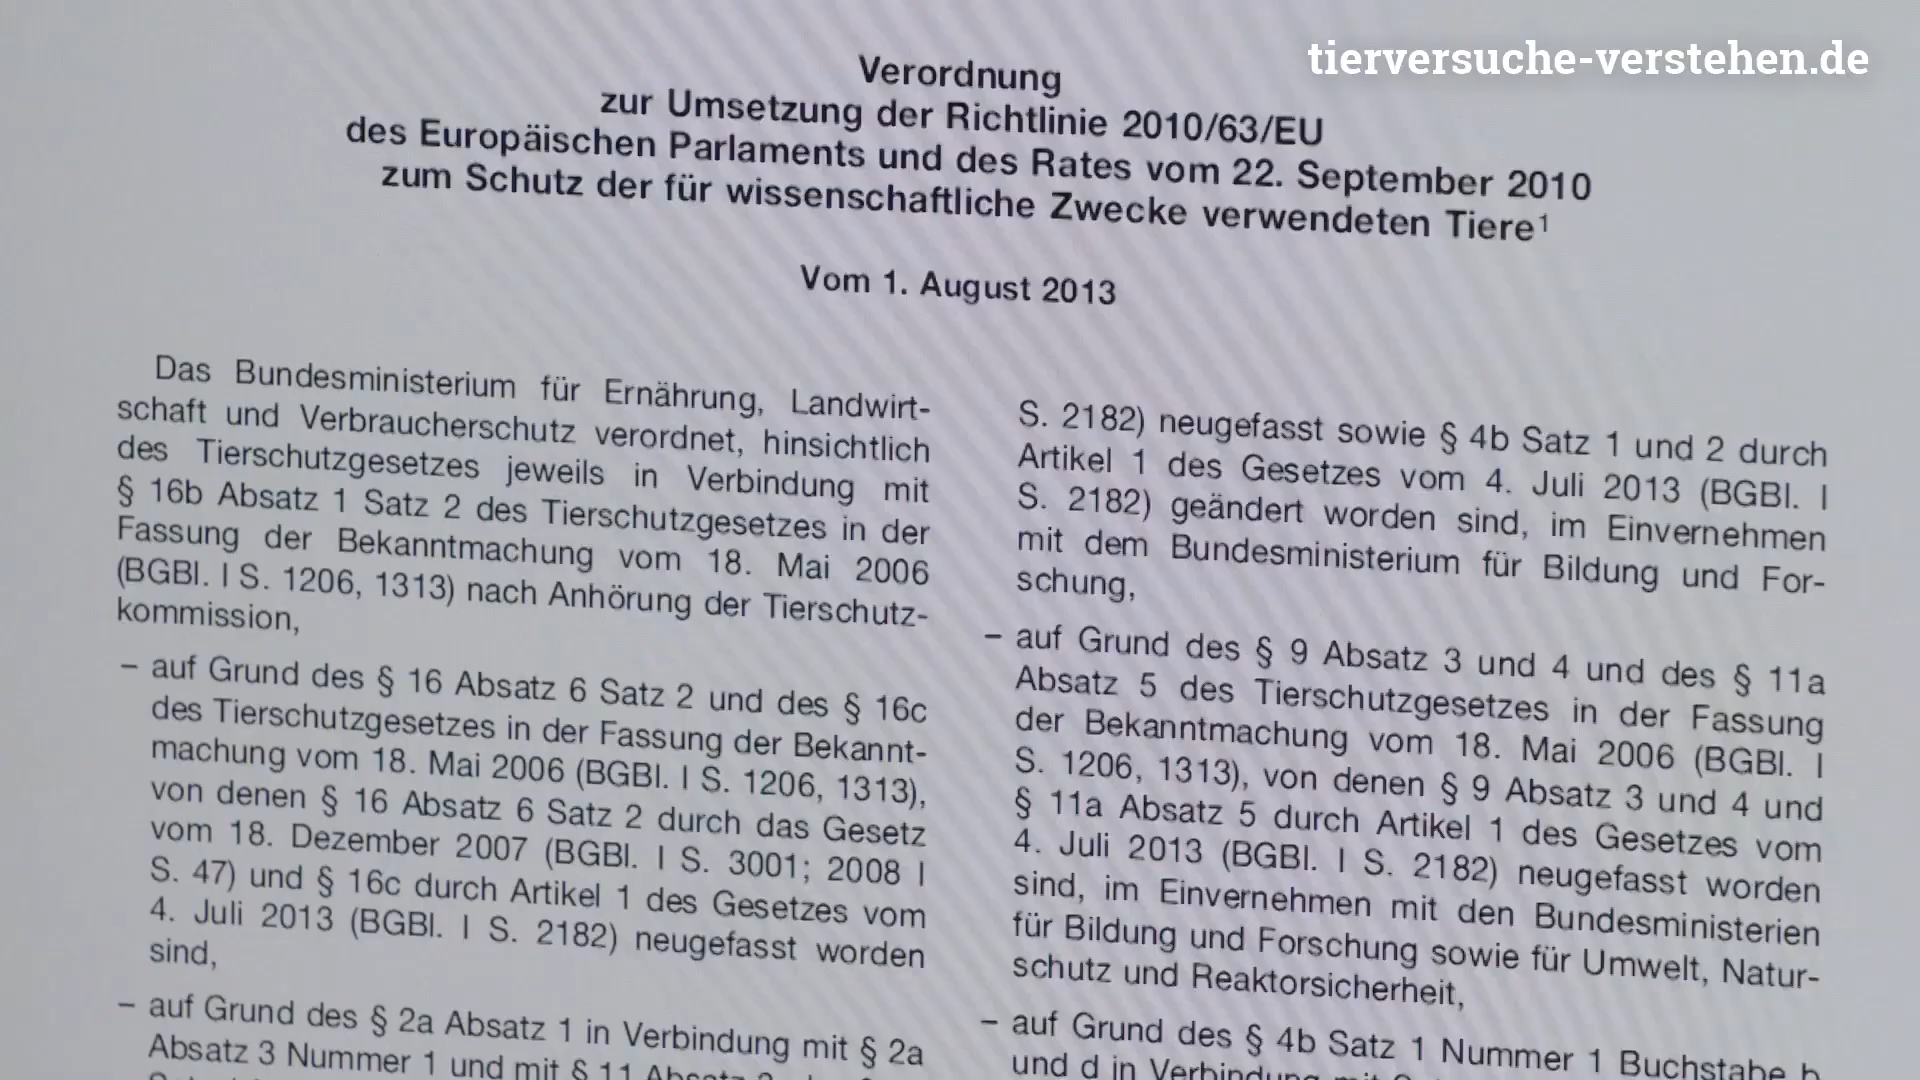 tierversuche-verstehen.de
Verordnung
zur Umsetzung der Richtlinie 2010/63/EU
des Europäischen Parlaments und des Rates vom 22. September 2010
zum Schutz der für wissenschaftliche Zwecke verwendeten Tiere¹
Vom 1. August 2013
Das Bundesministerium für Ernährung, Landwirt-
schaft und Verbraucherschutz verordnet, hinsichtlich
des Tierschutzgesetzes jeweils in Verbindung mit
§ 16b Absatz 1 Satz 2 des Tierschutzgesetzes in der
Fassung der Bekanntmachung vom 18. Mai 2006
(BGBl. I S. 1206, 1313) nach Anhörung der Tierschutz-
kommission,
– auf Grund des § 16 Absatz 6 Satz 2 und des § 16c
des Tierschutzgesetzes in der Fassung der Bekannt-
machung vom 18. Mai 2006 (BGBl. I S. 1206, 1313),
von denen § 16 Absatz 6 Satz 2 durch das Gesetz
vom 18. Dezember 2007 (BGBl. I S. 3001; 2008 I
S. 47) und § 16c durch Artikel 1 des Gesetzes vom
4. Juli 2013 (BGBl. I S. 2182) neugefasst worden
sind,
– auf Grund des § 2a Absatz 1 in Verbindung mit § 2a
Absatz 3 Nummer 1 und mit § 11 Absatz
S. 2182) neugefasst sowie § 4b Satz 1 und 2 durch
Artikel 1 des Gesetzes vom 4. Juli 2013 (BGBl. I
S. 2182) geändert worden sind, im Einvernehmen
mit dem Bundesministerium für Bildung und For-
schung,
– auf Grund des § 9 Absatz 3 und 4 und des § 11a
Absatz 5 des Tierschutzgesetzes in der Fassung
der Bekanntmachung vom 18. Mai 2006 (BGBl. I
S. 1206, 1313), von denen § 9 Absatz 3 und 4 und
§ 11a Absatz 5 durch Artikel 1 des Gesetzes vom
4. Juli 2013 (BGBl. I S. 2182) neugefasst worden
sind, im Einvernehmen mit den Bundesministerien
für Bildung und Forschung sowie für Umwelt, Natur-
schutz und Reaktorsicherheit,
– auf Grund des § 4b Satz 1 Nummer 1 Buchstabe b
und d in Verbindung mit